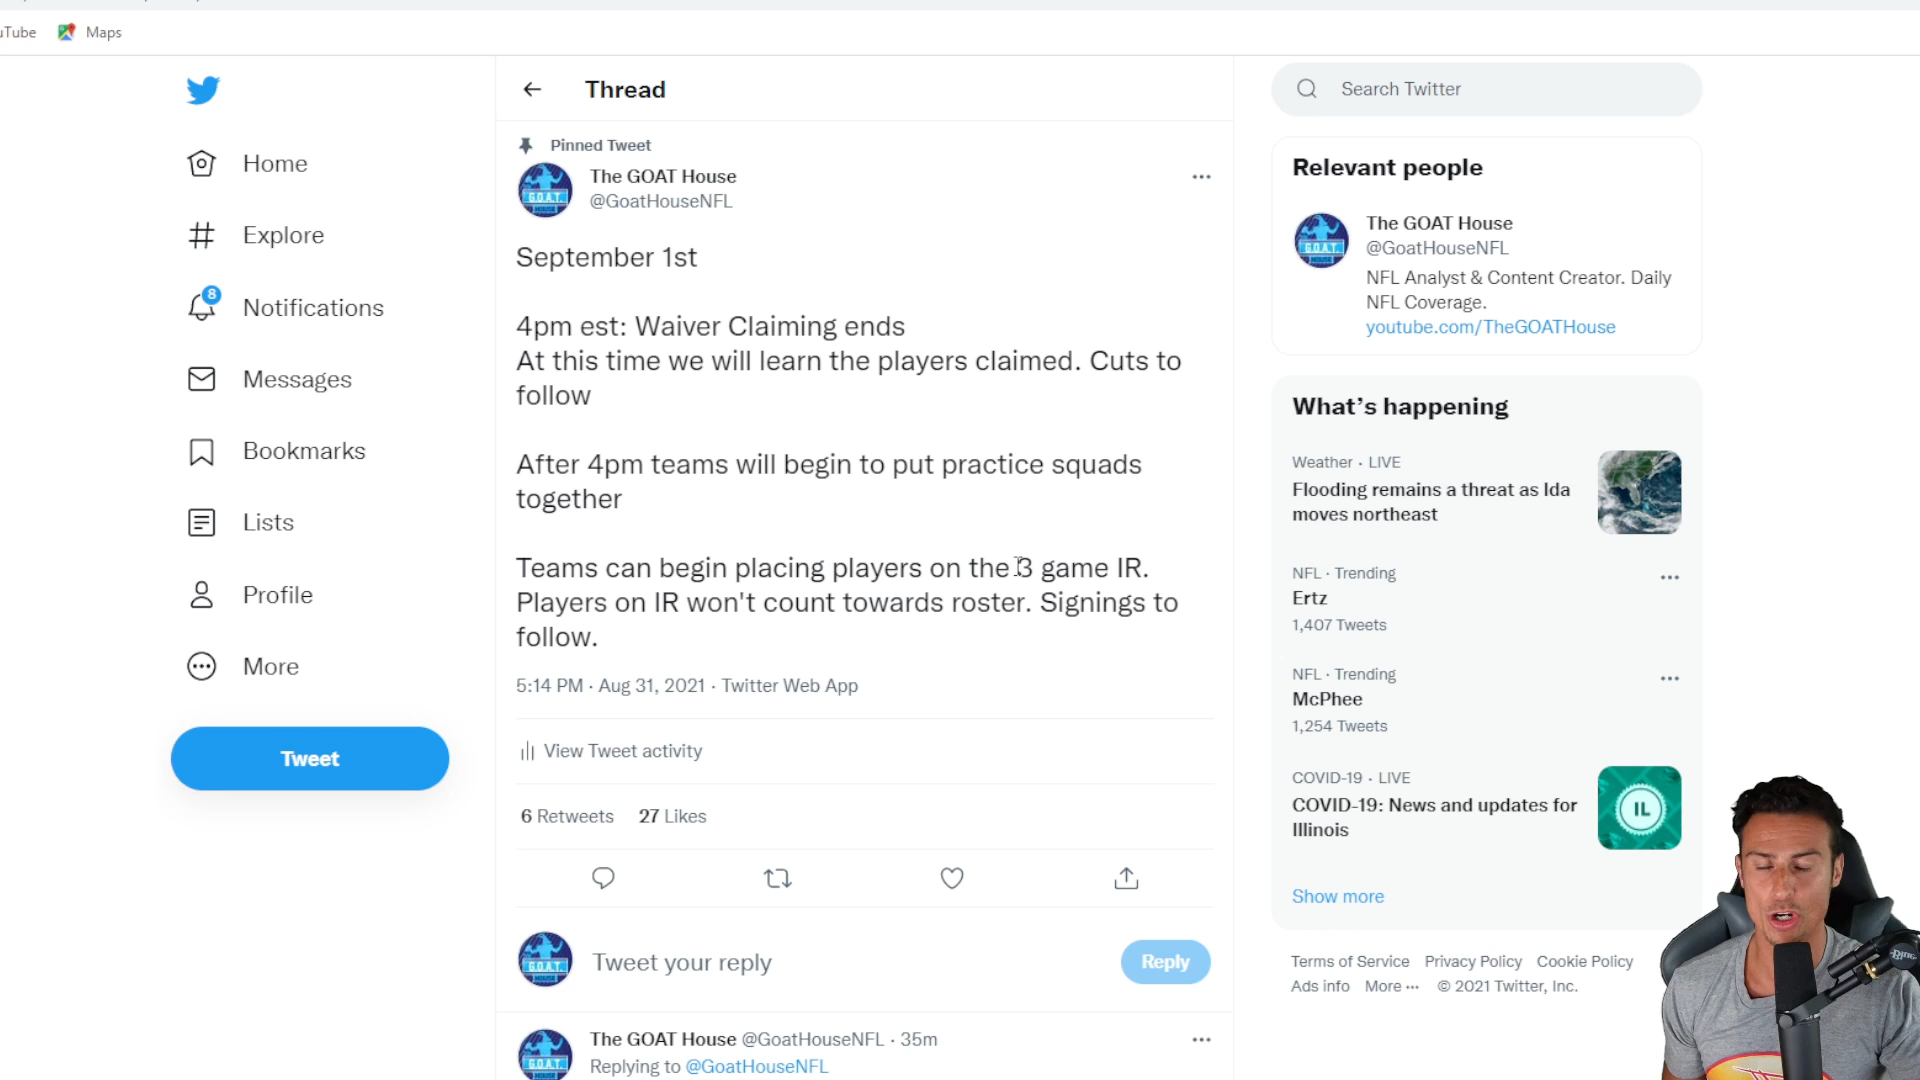 Maps
Thread
Search Twitter
Home
Explore
8
Notifications
Messages
Bookmarks
Lists
Profile
More
Tweet
Pinned Tweet
The GOAT House
@GoatHouseNFL
September 1st
4pm est: Waiver Claiming ends
At this time we will learn the players claimed. Cuts to
follow
After 4pm teams will begin to put practice squads
together
Teams can begin placing players on the 3 game IR.
Players on IR won't count towards roster. Signings to
follow.
5:14 PM · Aug 31, 2021 · Twitter Web App
View Tweet activity
6 Retweets 27 Likes
G.O.A.T.
HOUSE
Tweet your reply
Reply
The GOAT House @GoatHouseNFL · 35m
Replying to @GoatHouseNFL
Relevant people
The GOAT House
@GoatHouseNFL
NFL Analyst & Content Creator. Daily
NFL Coverage.
youtube.com/TheGOATHouse
What's happening
Weather · LIVE
Flooding remains a threat as Ida
moves northeast
NFL · Trending
Ertz
1,407 Tweets
NFL · Trending
McPhee
1,254 Tweets
COVID-19 · LIVE
COVID-19: News and updates for
Illinois
IL
Show more
Terms of Service Privacy Policy Cookie Policy
Ads info More ··· © 2021 Twitter, Inc.